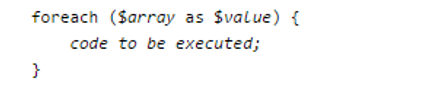 foreach ($array as $value) {
    code to be executed;
}